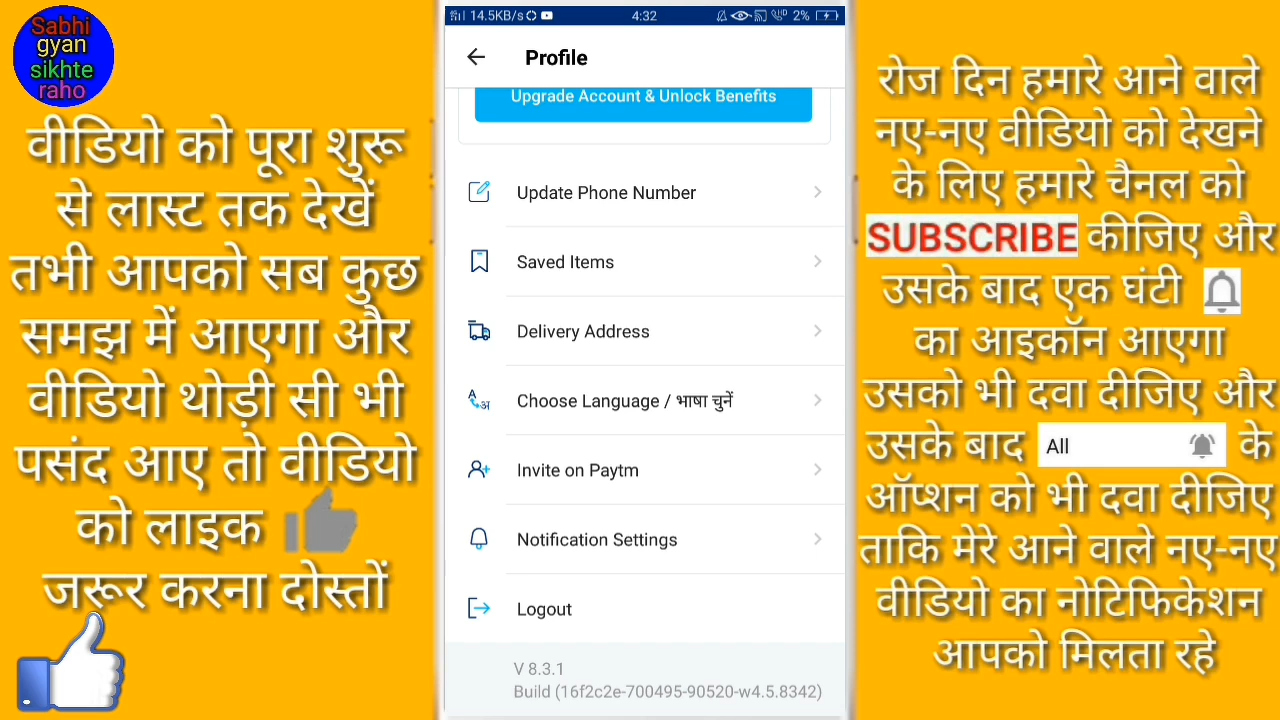 Sabhi
gyan
sikhte
raho
वीडियो को पूरा शुरू
से लास्ट तक देखें
तभी आपको सब कुछ
समझ में आएगा और
वीडियो थोड़ी सी भी
पसंद आए तो वीडियो
को लाइक
जरूर करना दोस्तों
14.5KB/s
4:32
HD 2%
Profile
Upgrade Account & Unlock Benefits
Update Phone Number
Saved Items
Delivery Address
Choose Language / भाषा चुनें
Invite on Paytm
Notification Settings
Logout
V 8.3.1
Build (16f2c2e-700495-90520-w4.5.8342)
रोज दिन हमारे आने वाले
नए-नए वीडियो को देखने
के लिए हमारे चैनल को
SUBSCRIBE कीजिए और
उसके बाद एक घंटी
का आइकॉन आएगा
उसको भी दवा दीजिए और
उसके बाद All के
ऑप्शन को भी दवा दीजिए
ताकि मेरे आने वाले नए-नए
वीडियो का नोटिफिकेशन
आपको मिलता रहे